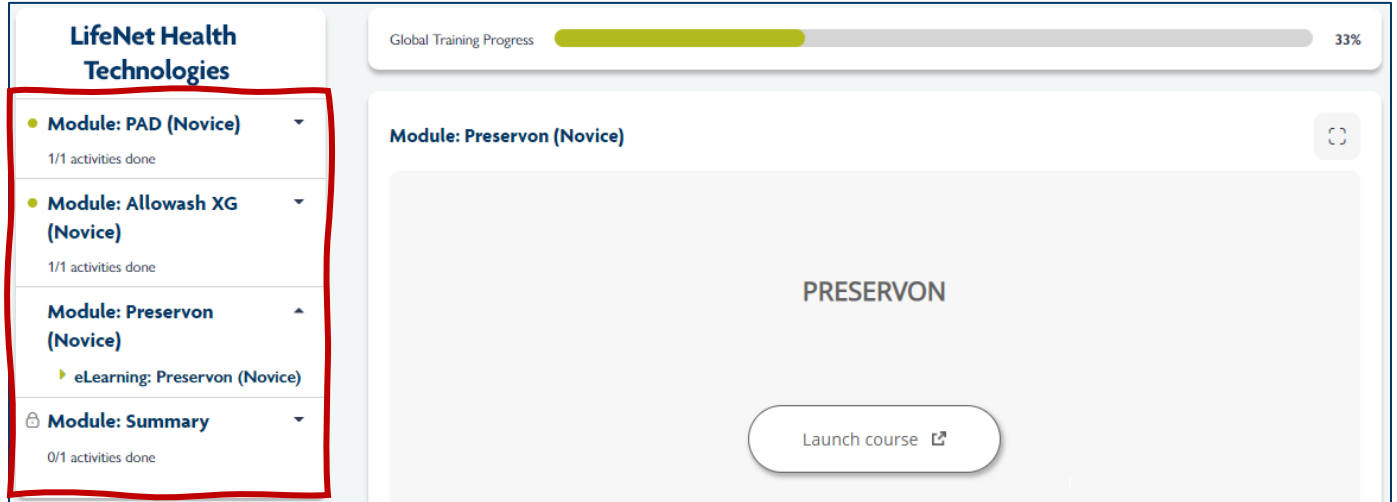 LifeNet Health
Technologies
Module: PAD (Novice)
1/1 activities done
Module: Allowash XG
(Novice)
1/1 activities done
Module: Preservon
(Novice)
eLearning: Preservon (Novice)
Module: Summary
0/1 activities done
Global Training Progress
33%
Module: Preservon (Novice)
PRESERVON
Launch course